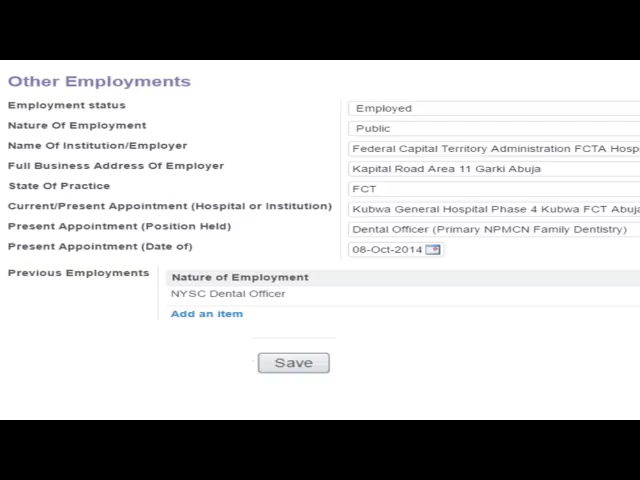 Other Employments
Employment status Employed
Nature Of Employment Public
Name Of Institution/Employer Federal Capital Territory Administration FCTA
Full Business Address Of Employer Kapital Road Area 11 Garki Abuja
State Of Practice FCT
Current/Present Appointment (Hospital or Institution) Kubwa General Hospital Phase 4 Kubwa FCT Abuja
Present Appointment (Position Held) Dental Officer (Primary NPMCN Family Dentistry)
Present Appointment (Date of) 08-Oct-2014
Previous Employments Nature of Employment
NYSC Dental Officer
Add an item
Save